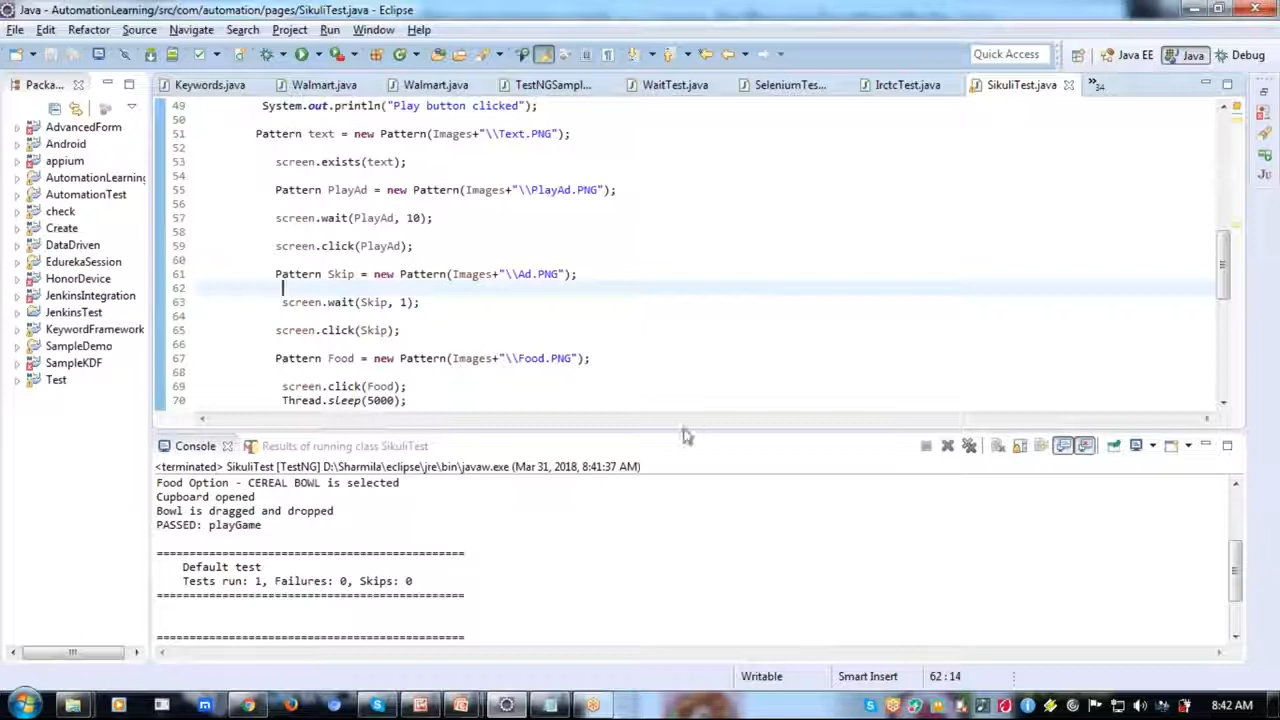 Java - AutomationLearning/src/com/automation/pages/SikuliTest.java - Eclipse
File Edit Refactor Source Navigate Search Project Run Window Help
Quick Access Java EE Java Debug
Packa... Keywords.java Walmart.java Walmart.java TestNGSampl... WaitTest.java SeleniumTes... IrctcTest.java SikuliTest.java 34
AdvancedForm
Android
appium
AutomationLearning
AutomationTest
check
Create
DataDriven
EdurekaSession
HonorDevice
JenkinsIntegration
JenkinsTest
KeywordFramework
SampleDemo
SampleKDF
Test
49 System.out.println("Play button clicked");
50
51 Pattern text = new Pattern(Images+"\\Text.PNG");
52
53 screen.exists(text);
54
55 Pattern PlayAd = new Pattern(Images+"\\PlayAd.PNG");
56
57 screen.wait(PlayAd, 10);
58
59 screen.click(PlayAd);
60
61 Pattern Skip = new Pattern(Images+"\\Ad.PNG");
62
63 screen.wait(Skip, 1);
64
65 screen.click(Skip);
66
67 Pattern Food = new Pattern(Images+"\\Food.PNG");
68
69 screen.click(Food);
70 Thread.sleep(5000);
Console Results of running class SikuliTest
<terminated> SikuliTest [TestNG] D:\Sharmila\eclipse\jre\bin\javaw.exe (Mar 31, 2018, 8:41:37 AM)
Food Option - CEREAL BOWL is selected
Cupboard opened
Bowl is dragged and dropped
PASSED: playGame
===============================================
Default test
Tests run: 1, Failures: 0, Skips: 0
===============================================
===============================================
Writable Smart Insert 62 : 14
8:42 AM